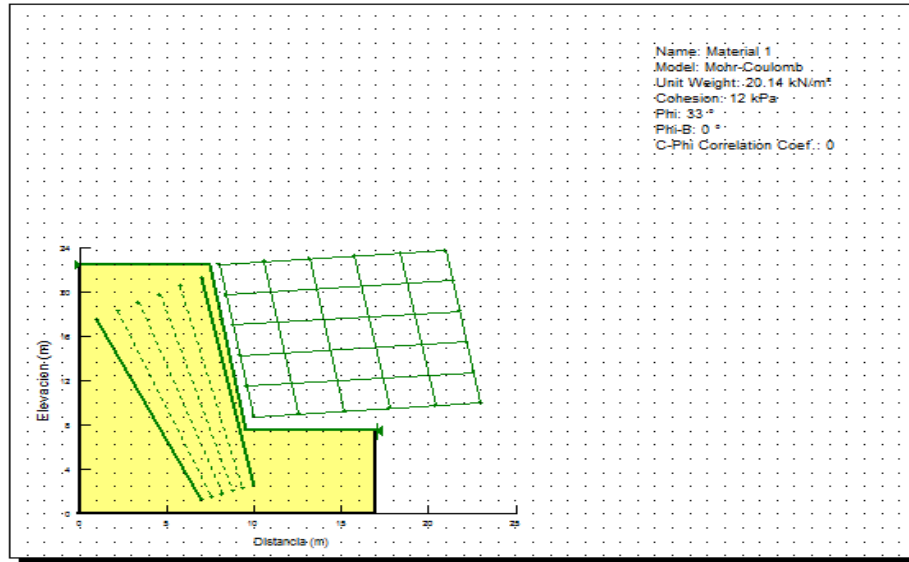 Name: Material 1
Model: Mohr-Coulomb
Unit Weight: 20.14 kN/m³
Cohesion: 12 kPa
Phi: 33 °
Phi-B: 0 °
C-Phi Correlation Coef.: 0
24
20
16
12
8
4
0
Elevacion (m)
0 5 10 15 20 25
Distancia (m)